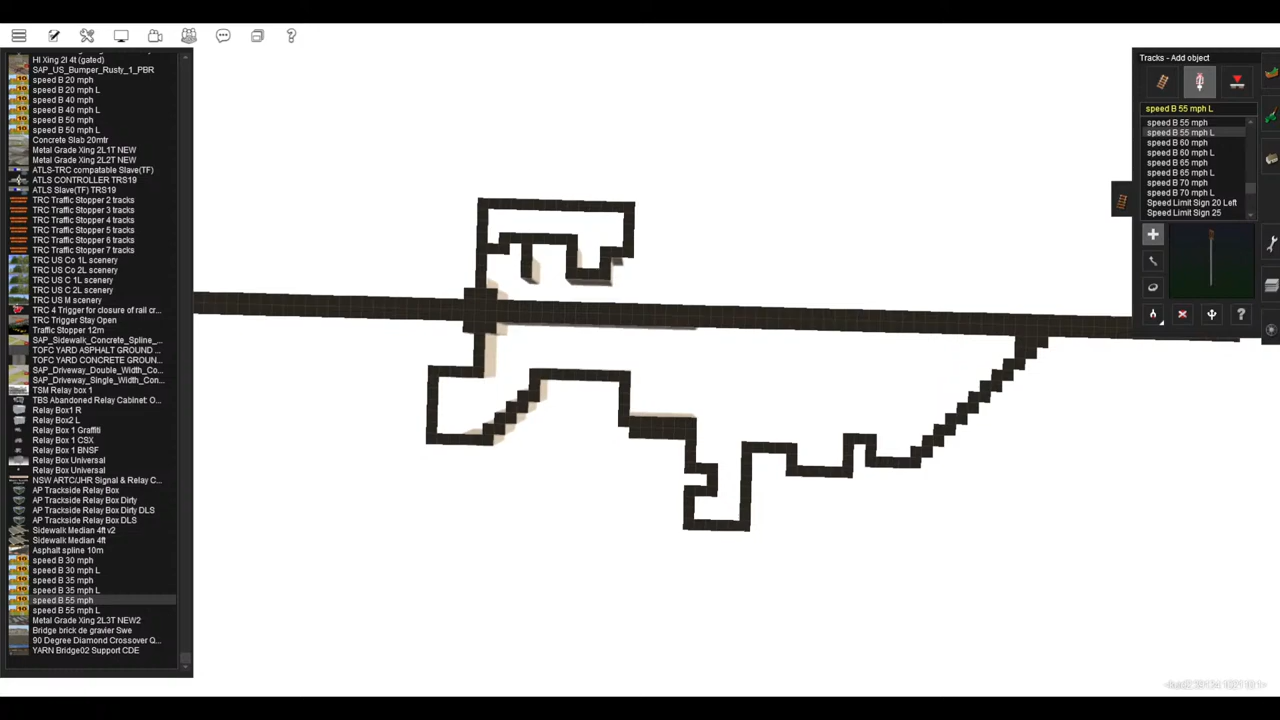 HI Xing 2l 4t (gated)
SAP_US_Bumper_Rusty_1_PBR
speed B 20 mph
speed B 20 mph L
speed B 40 mph
speed B 40 mph L
speed B 50 mph
speed B 50 mph L
Concrete Slab 20mtr
Metal Grade Xing 2L1T NEW
Metal Grade Xing 2L2T NEW
ATLS-TRC compatable Slave(TF)
ATLS CONTROLLER TRS19
ATLS Slave(TF) TRS19
TRC Traffic Stopper 2 tracks
TRC Traffic Stopper 3 tracks
TRC Traffic Stopper 4 tracks
TRC Traffic Stopper 5 tracks
TRC Traffic Stopper 6 tracks
TRC Traffic Stopper 7 tracks
TRC US Co 1L scenery
TRC US Co 2L scenery
TRC US C 1L scenery
TRC US C 2L scenery
TRC US M scenery
TRC 4 Trigger for closure of rail cr...
TRC Trigger Stay Open
Traffic Stopper 12m
SAP_Sidewalk_Concrete_Spline_...
TOFC YARD ASPHALT GROUND ...
TOFC YARD CONCRETE GROUN...
SAP_Driveway_Double_Width_Co...
SAP_Driveway_Single_Width_Con...
TSM Relay box 1
TBS Abandoned Relay Cabinet: O...
Relay Box1 R
Relay Box2 L
Relay Box 1 Graffiti
Relay Box 1 CSX
Relay Box 1 BNSF
Relay Box Universal
Relay Box Universal
NSW ARTC/JHR Signal & Relay C...
AP Trackside Relay Box
AP Trackside Relay Box Dirty
AP Trackside Relay Box Dirty DLS
AP Trackside Relay Box DLS
Sidewalk Median 4ft v2
Sidewalk Median 4ft
Asphalt spline 10m
speed B 30 mph
speed B 30 mph L
speed B 35 mph
speed B 35 mph L
speed B 55 mph
speed B 55 mph L
Metal Grade Xing 2L3T NEW2
Bridge brick de gravier Swe
90 Degree Diamond Crossover Q...
YARN Bridge02 Support CDE
Tracks - Add object
speed B 55 mph L
speed B 55 mph
speed B 55 mph L
speed B 60 mph
speed B 60 mph L
speed B 65 mph
speed B 65 mph L
speed B 70 mph
speed B 70 mph L
Speed Limit Sign 20 Left
Speed Limit Sign 25